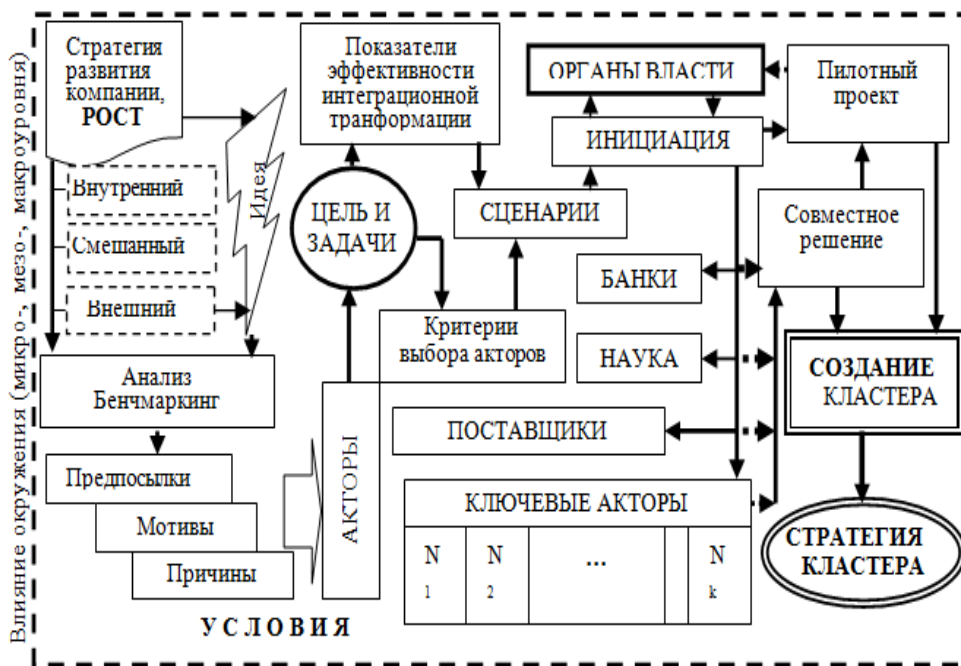 Влияние окружения (микро-, мезо-, макроуровня)
Стратегия
развития
компании,
РОСТ
Внутренний
Смешанный
Внешний
Идея
Анализ
Бенчмаркинг
Предпосылки
Мотивы
Причины
УСЛОВИЯ
Показатели
эффективности
интеграционной
транформации
ЦЕЛЬ И
ЗАДАЧИ
Критерии
выбора акторов
АКТОРЫ
СЦЕНАРИИ
ОРГАНЫ ВЛАСТИ
ИНИЦИАЦИЯ
БАНКИ
НАУКА
ПОСТАВЩИКИ
КЛЮЧЕВЫЕ АКТОРЫ
N N ... N
1 2 k
Пилотный
проект
Совместное
решение
СОЗДАНИЕ
КЛАСТЕРА
СТРАТЕГИЯ
КЛАСТЕРА